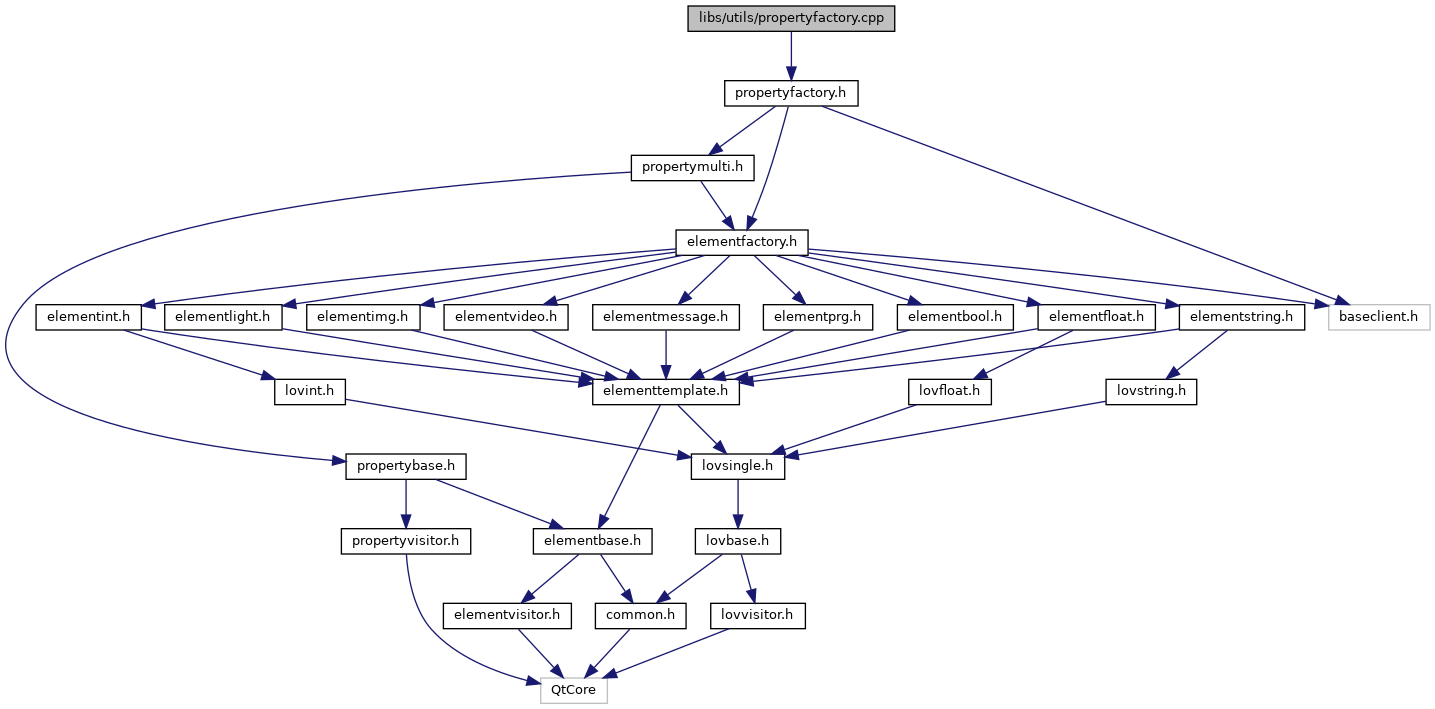 libs/utils/propertyfactory.cpp
propertyfactory.h
propertymulti.h
elementfactory.h
elementint.h
elementlight.h
elementimg.h
elementvideo.h
elementmessage.h
elementprg.h
elementbool.h
elementfloat.h
elementstring.h
baseclient.h
lovint.h
elementtemplate.h
lovfloat.h
lovstring.h
propertybase.h
lovsingle.h
propertyvisitor.h
elementbase.h
lovbase.h
elementvisitor.h
common.h
lovvisitor.h
QtCore